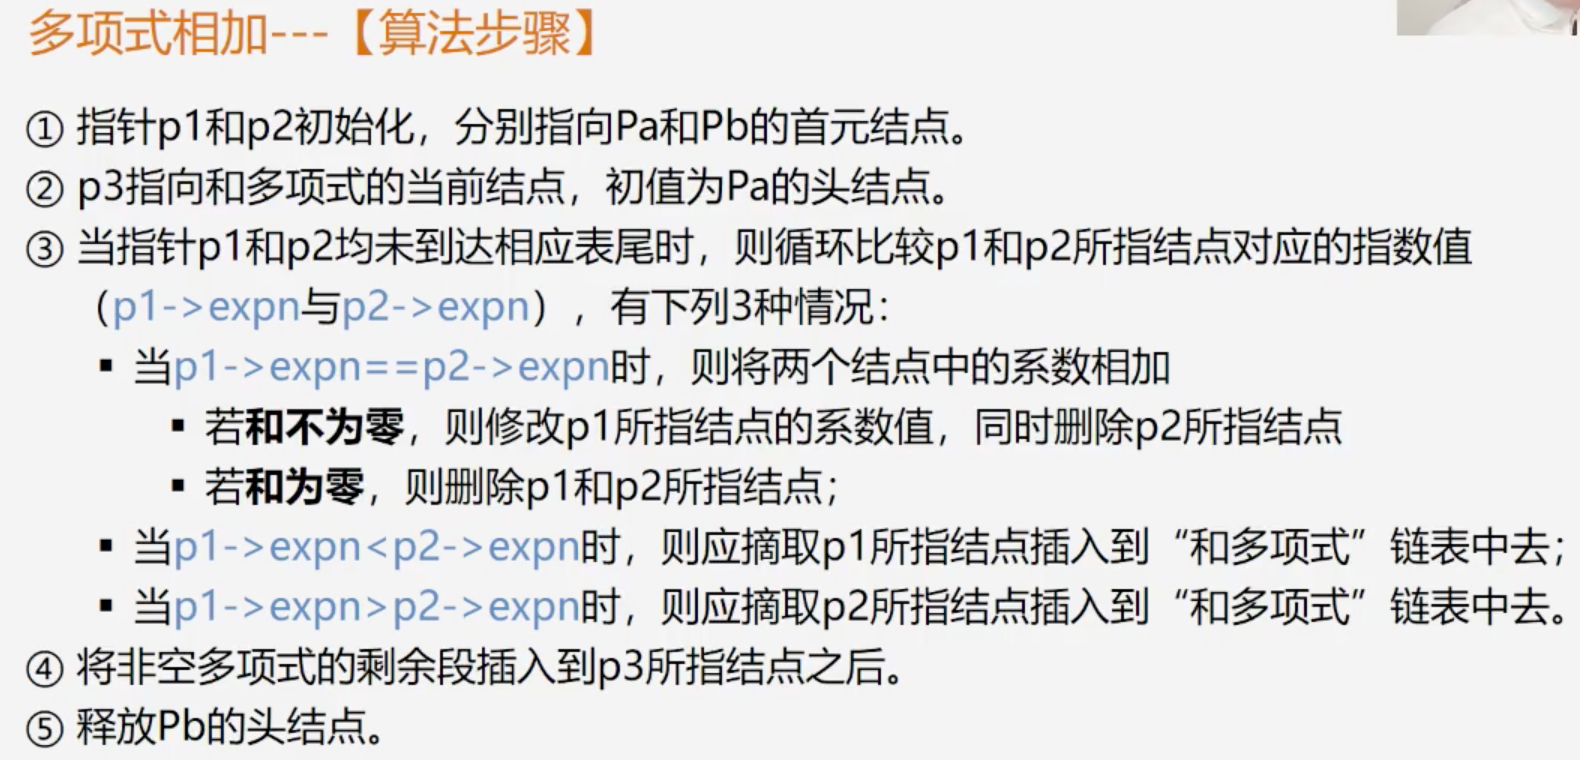 多项式相加---【算法步骤】
① 指针p1和p2初始化，分别指向Pa和Pb的首元结点。
② p3指向和多项式的当前结点，初值为Pa的头结点。
③ 当指针p1和p2均未到达相应表尾时，则循环比较p1和p2所指结点对应的指数值
（p1->expn与p2->expn），有下列3种情况：
▪ 当p1->expn==p2->expn时，则将两个结点中的系数相加
▪ 若和不为零，则修改p1所指结点的系数值，同时删除p2所指结点
▪ 若和为零，则删除p1和p2所指结点；
▪ 当p1->expn<p2->expn时，则应摘取p1所指结点插入到“和多项式”链表中去；
▪ 当p1->expn>p2->expn时，则应摘取p2所指结点插入到“和多项式”链表中去。
④ 将非空多项式的剩余段插入到p3所指结点之后。
⑤ 释放Pb的头结点。